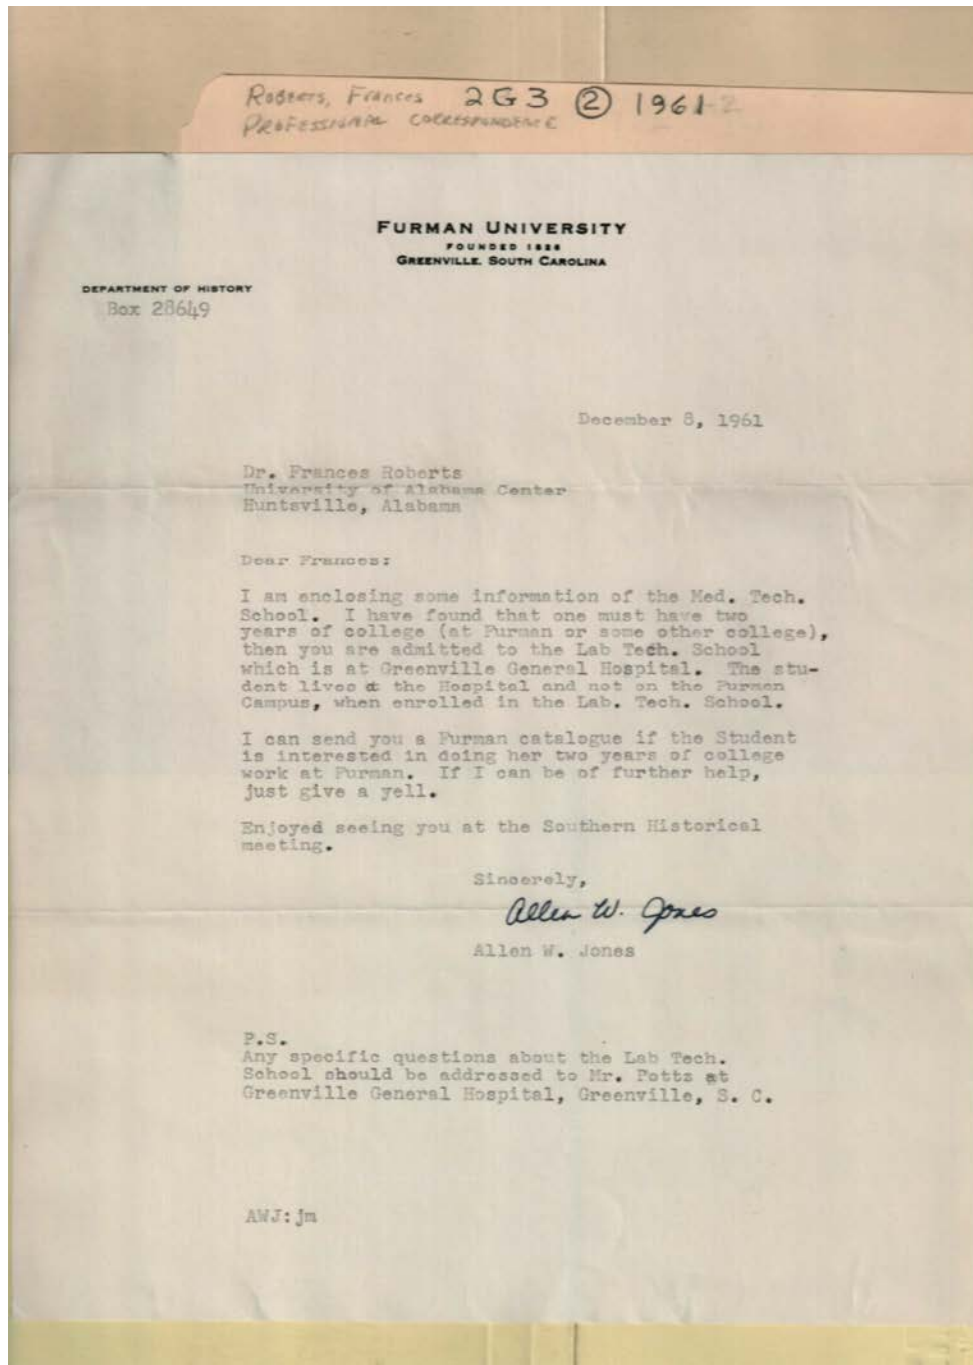 Roberts, Frances 2G3 ② 1961-2
PROFESSIONAL CORRESPONDENCE
FURMAN UNIVERSITY
FOUNDED 1826
GREENVILLE, SOUTH CAROLINA
DEPARTMENT OF HISTORY
Box 28649
December 8, 1961
Dr. Frances Roberts
University of Alabama Center
Huntsville, Alabama
Dear Frances:
I am enclosing some information of the Med. Tech.
School. I have found that one must have two
years of college (at Furman or some other college),
then you are admitted to the Lab Tech. School
which is at Greenville General Hospital. The stu-
dent lives at the Hospital and not on the Furman
Campus, when enrolled in the Lab. Tech. School.
I can send you a Furman catalogue if the Student
is interested in doing her two years of college
work at Furman. If I can be of further help,
just give a yell.
Enjoyed seeing you at the Southern Historical
meeting.
Sincerely,
Allen W. Jones
Allen W. Jones
P.S.
Any specific questions about the Lab Tech.
School should be addressed to Mr. Potts at
Greenville General Hospital, Greenville, S. C.
AWJ:jm